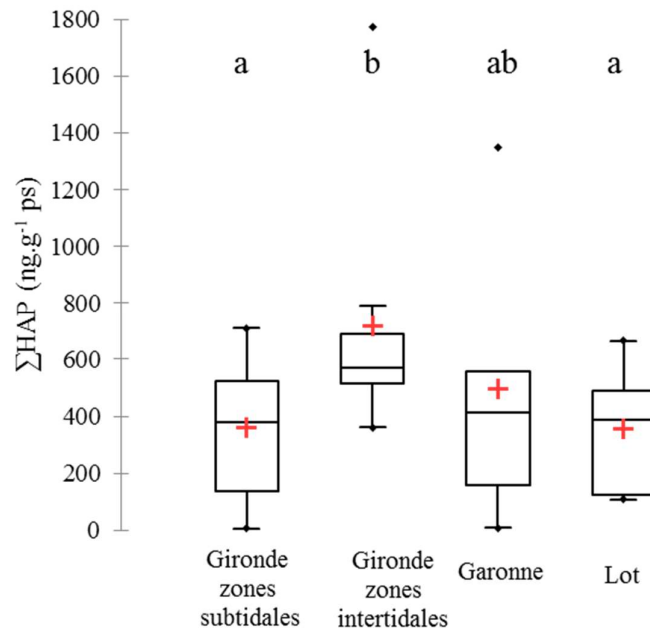 1800
1600
1400
1200
1000
800
600
400
200
0
∑HAP (ng.g⁻¹ ps)
a b ab a
Gironde
zones
subtidales
Gironde
zones
intertidales
Garonne
Lot